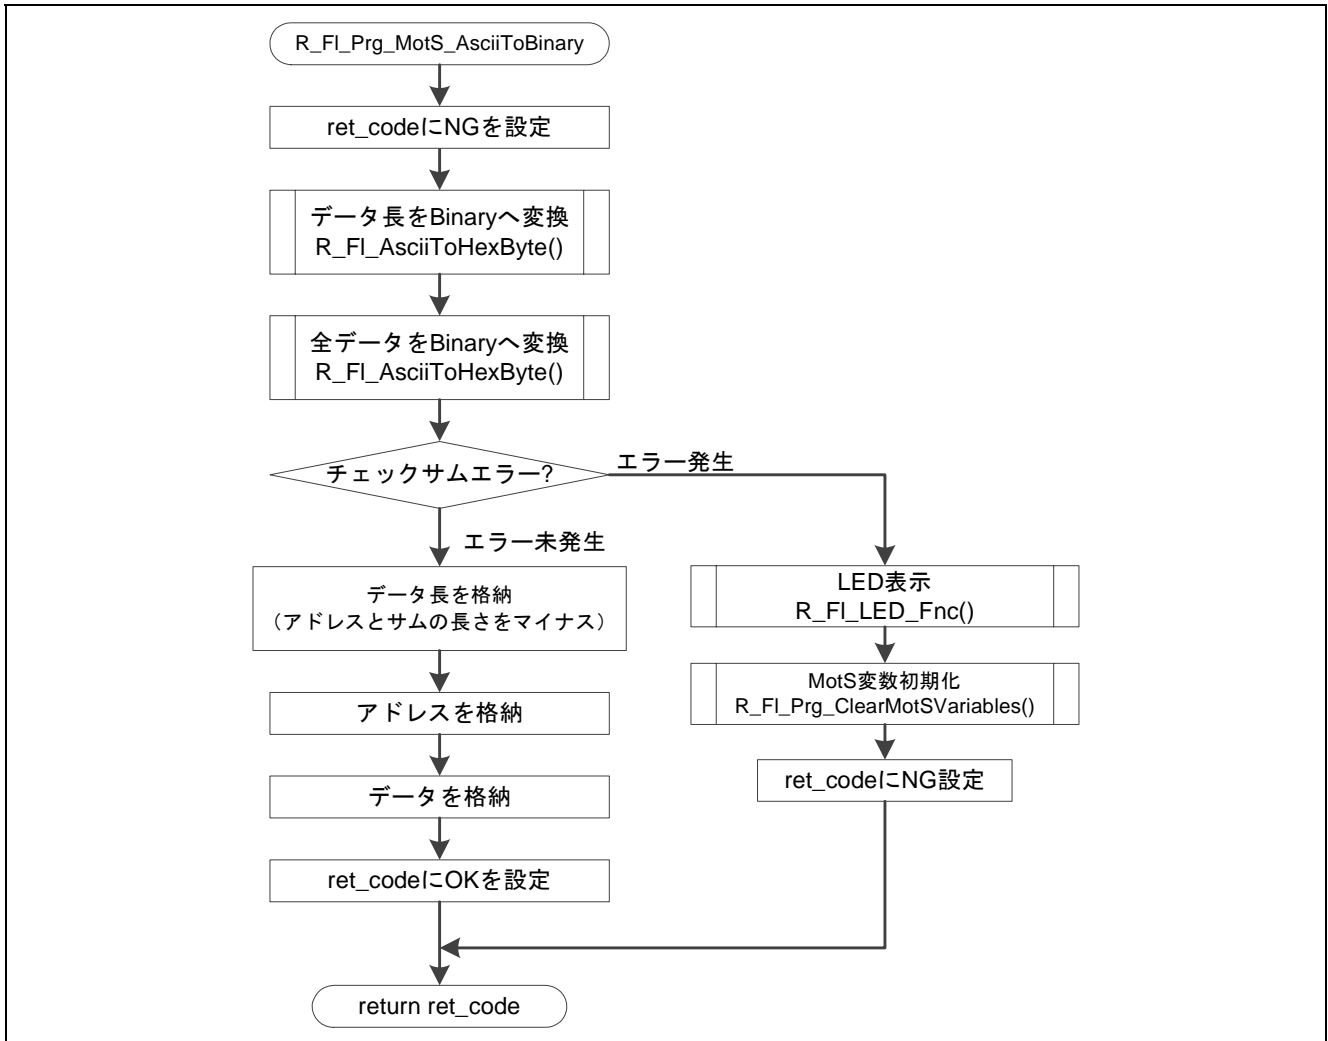 R_Fl_Prg_MotS_AsciiToBinary
ret_codeにNGを設定
データ長をBinaryへ変換
R_Fl_AsciiToHexByte()
全データをBinaryへ変換
R_Fl_AsciiToHexByte()
チェックサムエラー?
エラー発生
エラー未発生
データ長を格納
（アドレスとサムの長さをマイナス）
アドレスを格納
データを格納
ret_codeにOKを設定
LED表示
R_Fl_LED_Fnc()
MotS変数初期化
R_Fl_Prg_ClearMotSVariables()
ret_codeにNG設定
return ret_code